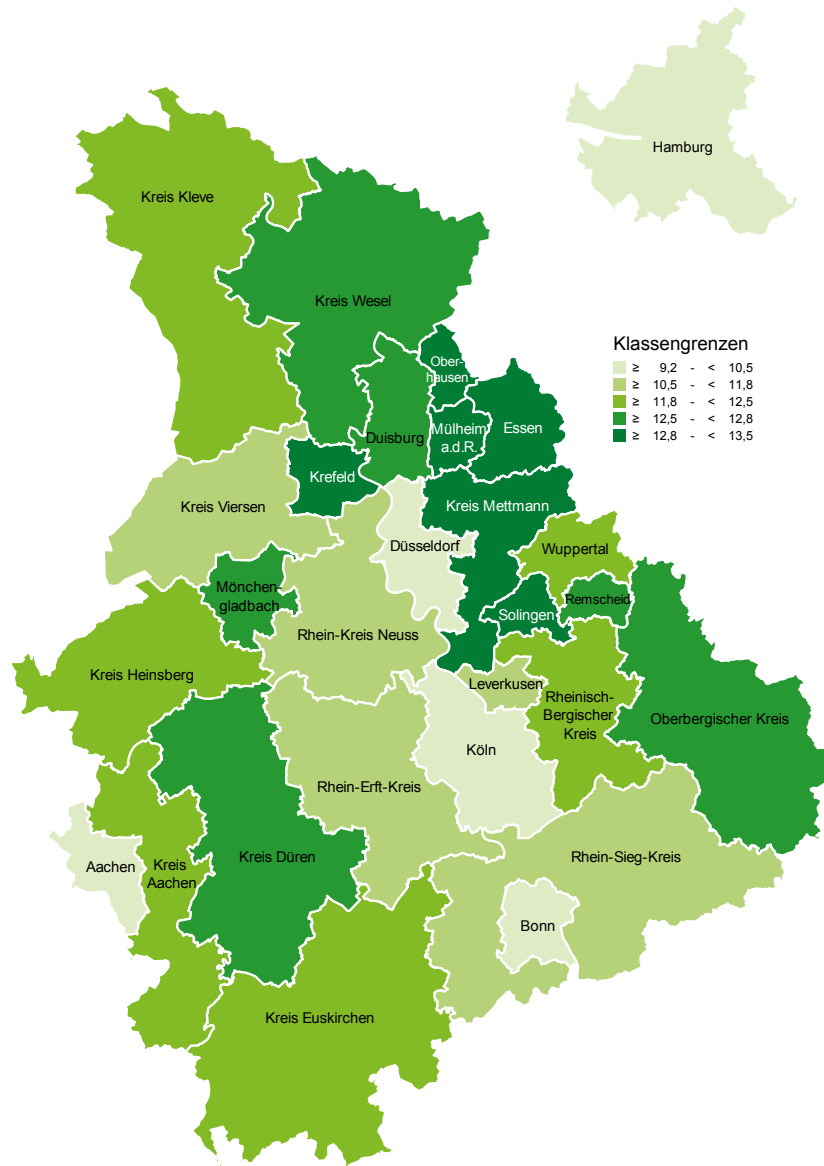 Hamburg
Kreis Kleve
Kreis Wesel
Klassengrenzen
≥ 9,2 - < 10,5
≥ 10,5 - < 11,8
≥ 11,8 - < 12,5
≥ 12,5 - < 12,8
≥ 12,8 - < 13,5
Ober-
hausen
Duisburg
Mülheim
a.d.R.
Essen
Krefeld
Kreis Viersen
Kreis Mettmann
Düsseldorf
Wuppertal
Mönchen-
gladbach
Remscheid
Solingen
Rhein-Kreis Neuss
Kreis Heinsberg
Leverkusen
Rheinisch-
Bergischer
Kreis
Oberbergischer Kreis
Köln
Rhein-Erft-Kreis
Aachen
Kreis
Aachen
Kreis Düren
Rhein-Sieg-Kreis
Bonn
Kreis Euskirchen